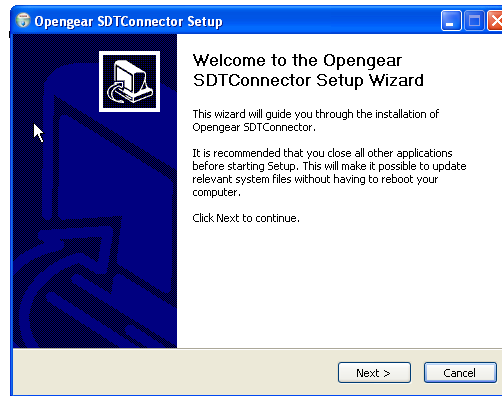 Opengear SDTConnector Setup
Welcome to the Opengear
SDTConnector Setup Wizard
This wizard will guide you through the installation of
Opengear SDTConnector.
It is recommended that you close all other applications
before starting Setup. This will make it possible to update
relevant system files without having to reboot your
computer.
Click Next to continue.
Next >
Cancel